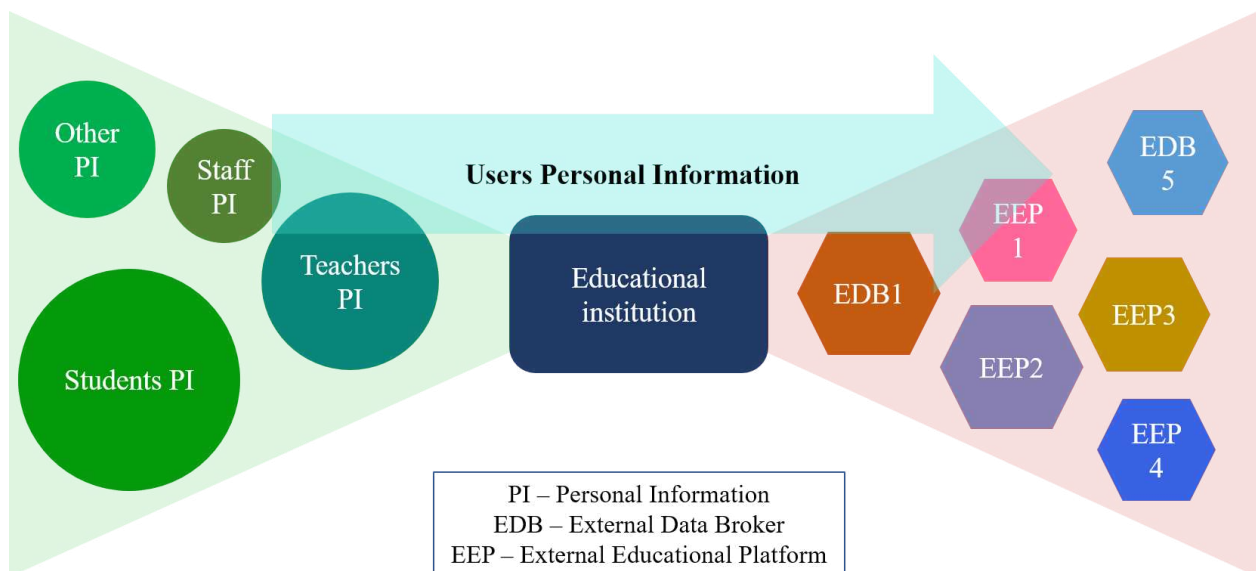 Other
PI
Staff
PI
Teachers
PI
Students PI
Users Personal Information
Educational
institution
EDB1
EEP
1
EEP2
EDB
5
EEP3
EEP
4
PI – Personal Information
EDB – External Data Broker
EEP – External Educational Platform